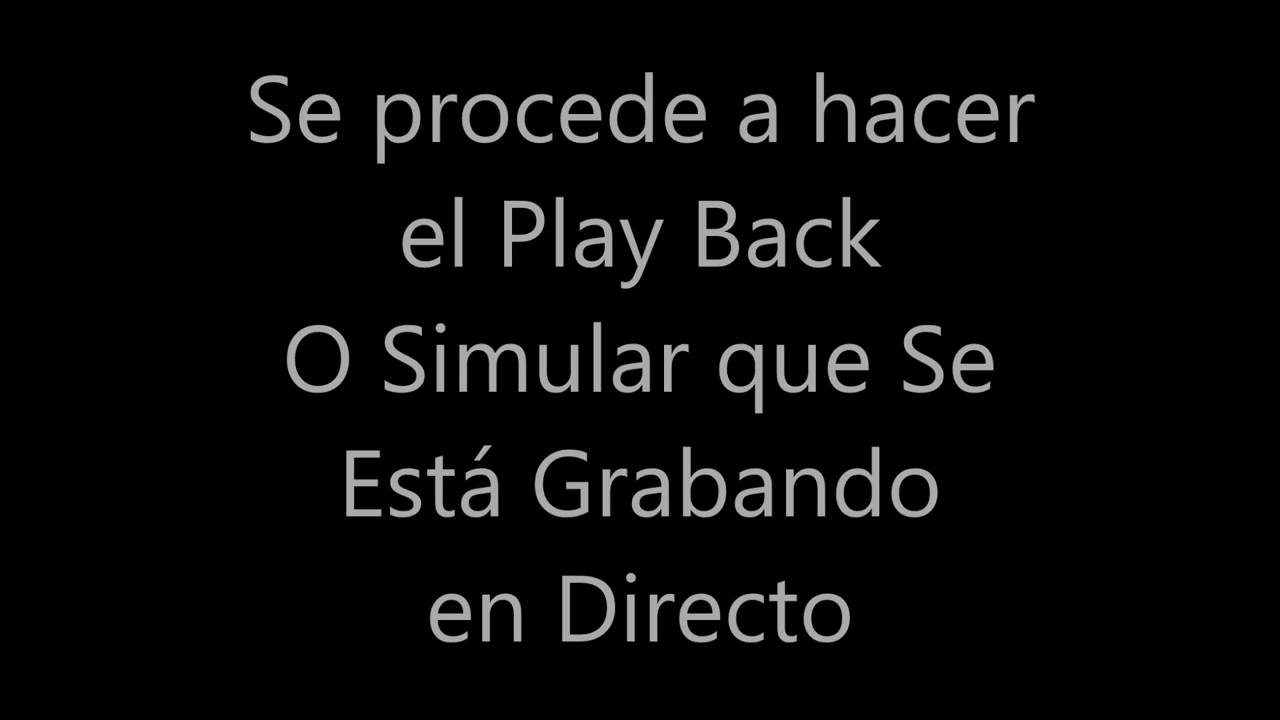 Se procede a hacer
el Play Back
O Simular que Se
Está Grabando
en Directo